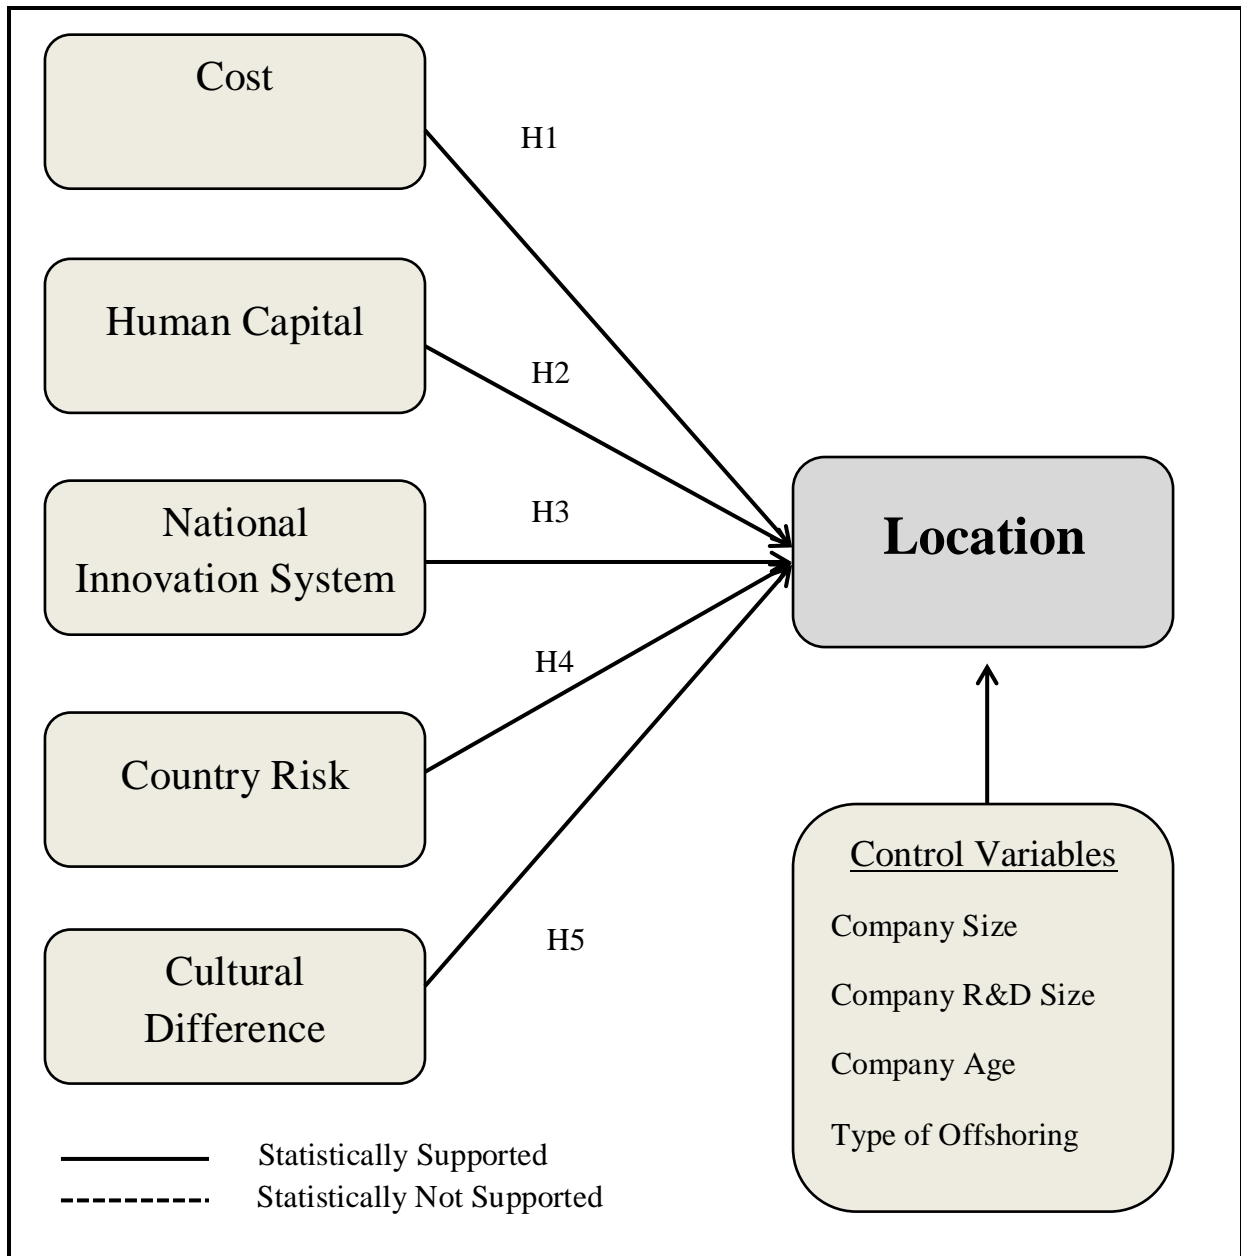 Cost
H1
Human Capital
H2
National
Innovation System
H3
Location
Country Risk
H4
Cultural
Difference
H5
Control Variables
Company Size
Company R&D Size
Company Age
Type of Offshoring
Statistically Supported
Statistically Not Supported